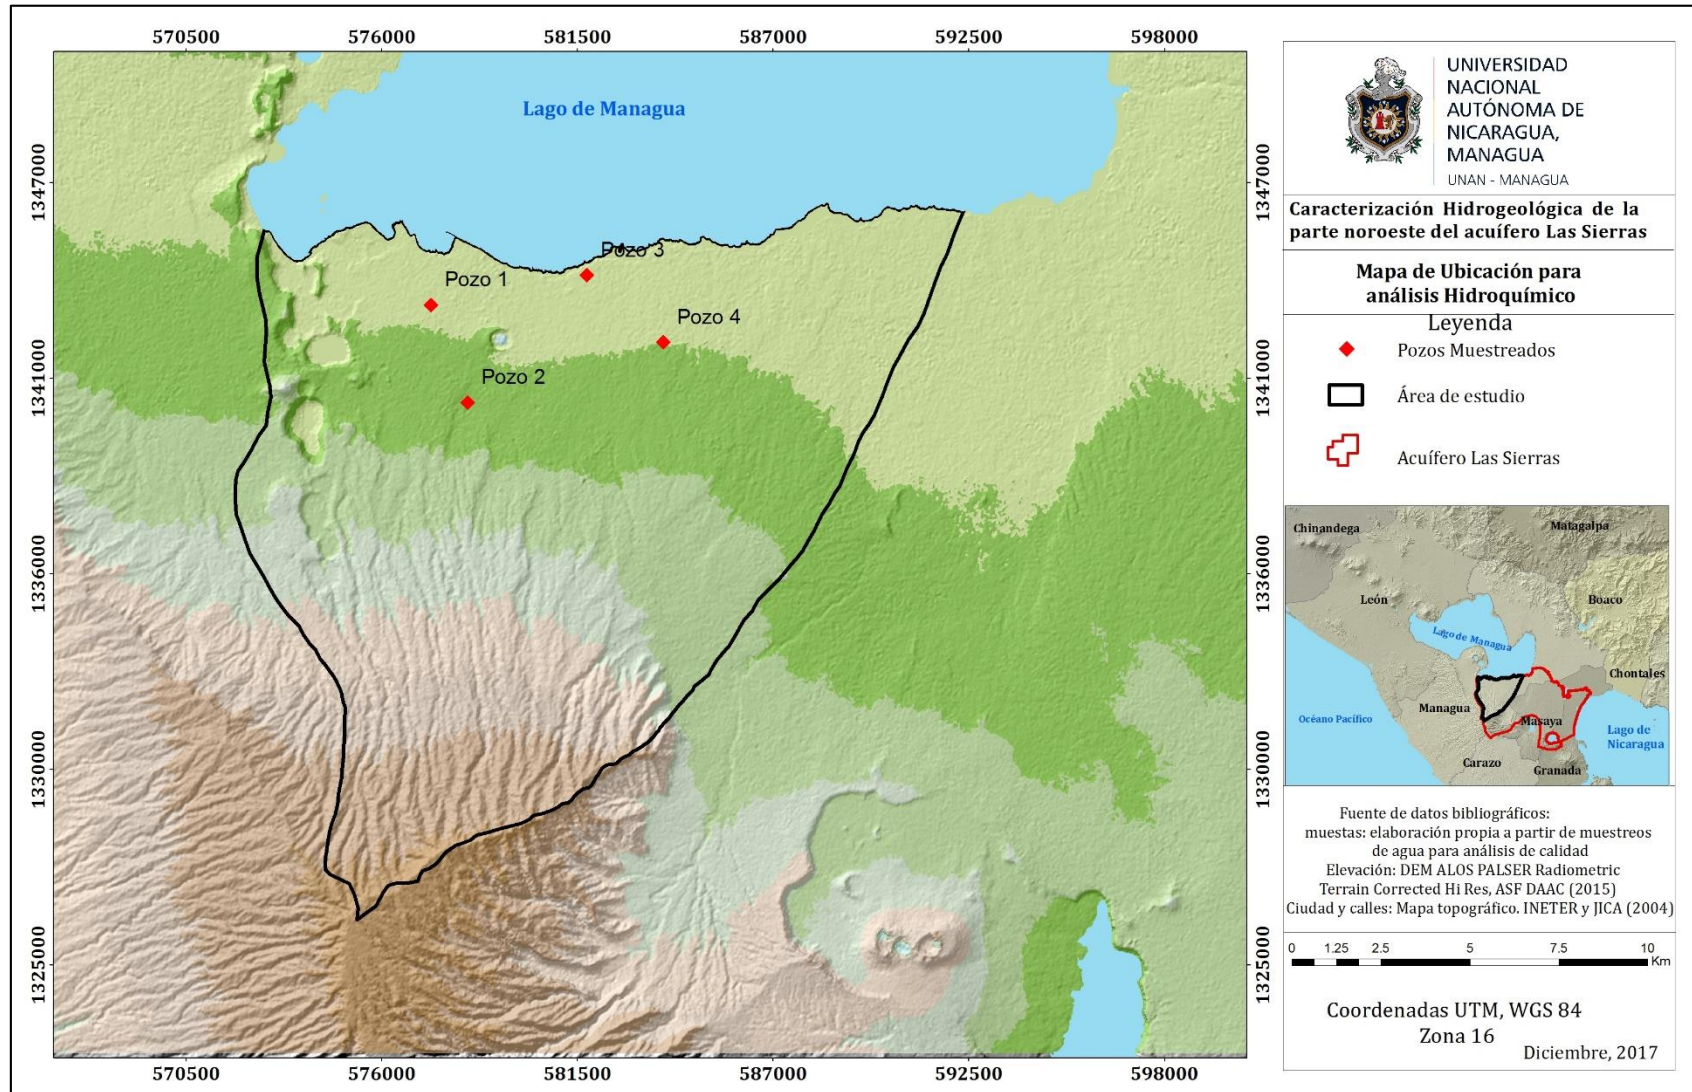 570500 576000 581500 587000 592500 598000
Lago de Managua
1347000
1341000
1336000
1330000
1325000
Pozo 1
Pozo 3
Pozo 4
Pozo 2
1347000
1341000
1336000
1330000
1325000
570500 576000 581500 587000 592500 598000
UNIVERSIDAD
NACIONAL
AUTÓNOMA DE
NICARAGUA,
MANAGUA
UNAN - MANAGUA
Caracterización Hidrogeológica de la
parte noroeste del acuífero Las Sierras
Mapa de Ubicación para
análisis Hidroquímico
Leyenda
Pozos Muestreados
Área de estudio
Acuífero Las Sierras
Chinandega
Matagalpa
León
Boaco
Lago de Managua
Chontales
Managua
Masaya
Océano Pacífico
Lago de
Nicaragua
Carazo
Granada
Fuente de datos bibliográficos:
muestas: elaboración propia a partir de muestreos
de agua para análisis de calidad
Elevación: DEM ALOS PALSER Radiometric
Terrain Corrected Hi Res, ASF DAAC (2015)
Ciudad y calles: Mapa topográfico. INETER y JICA (2004)
0 1.25 2.5 5 7.5 10
Km
Coordenadas UTM, WGS 84
Zona 16
Diciembre, 2017